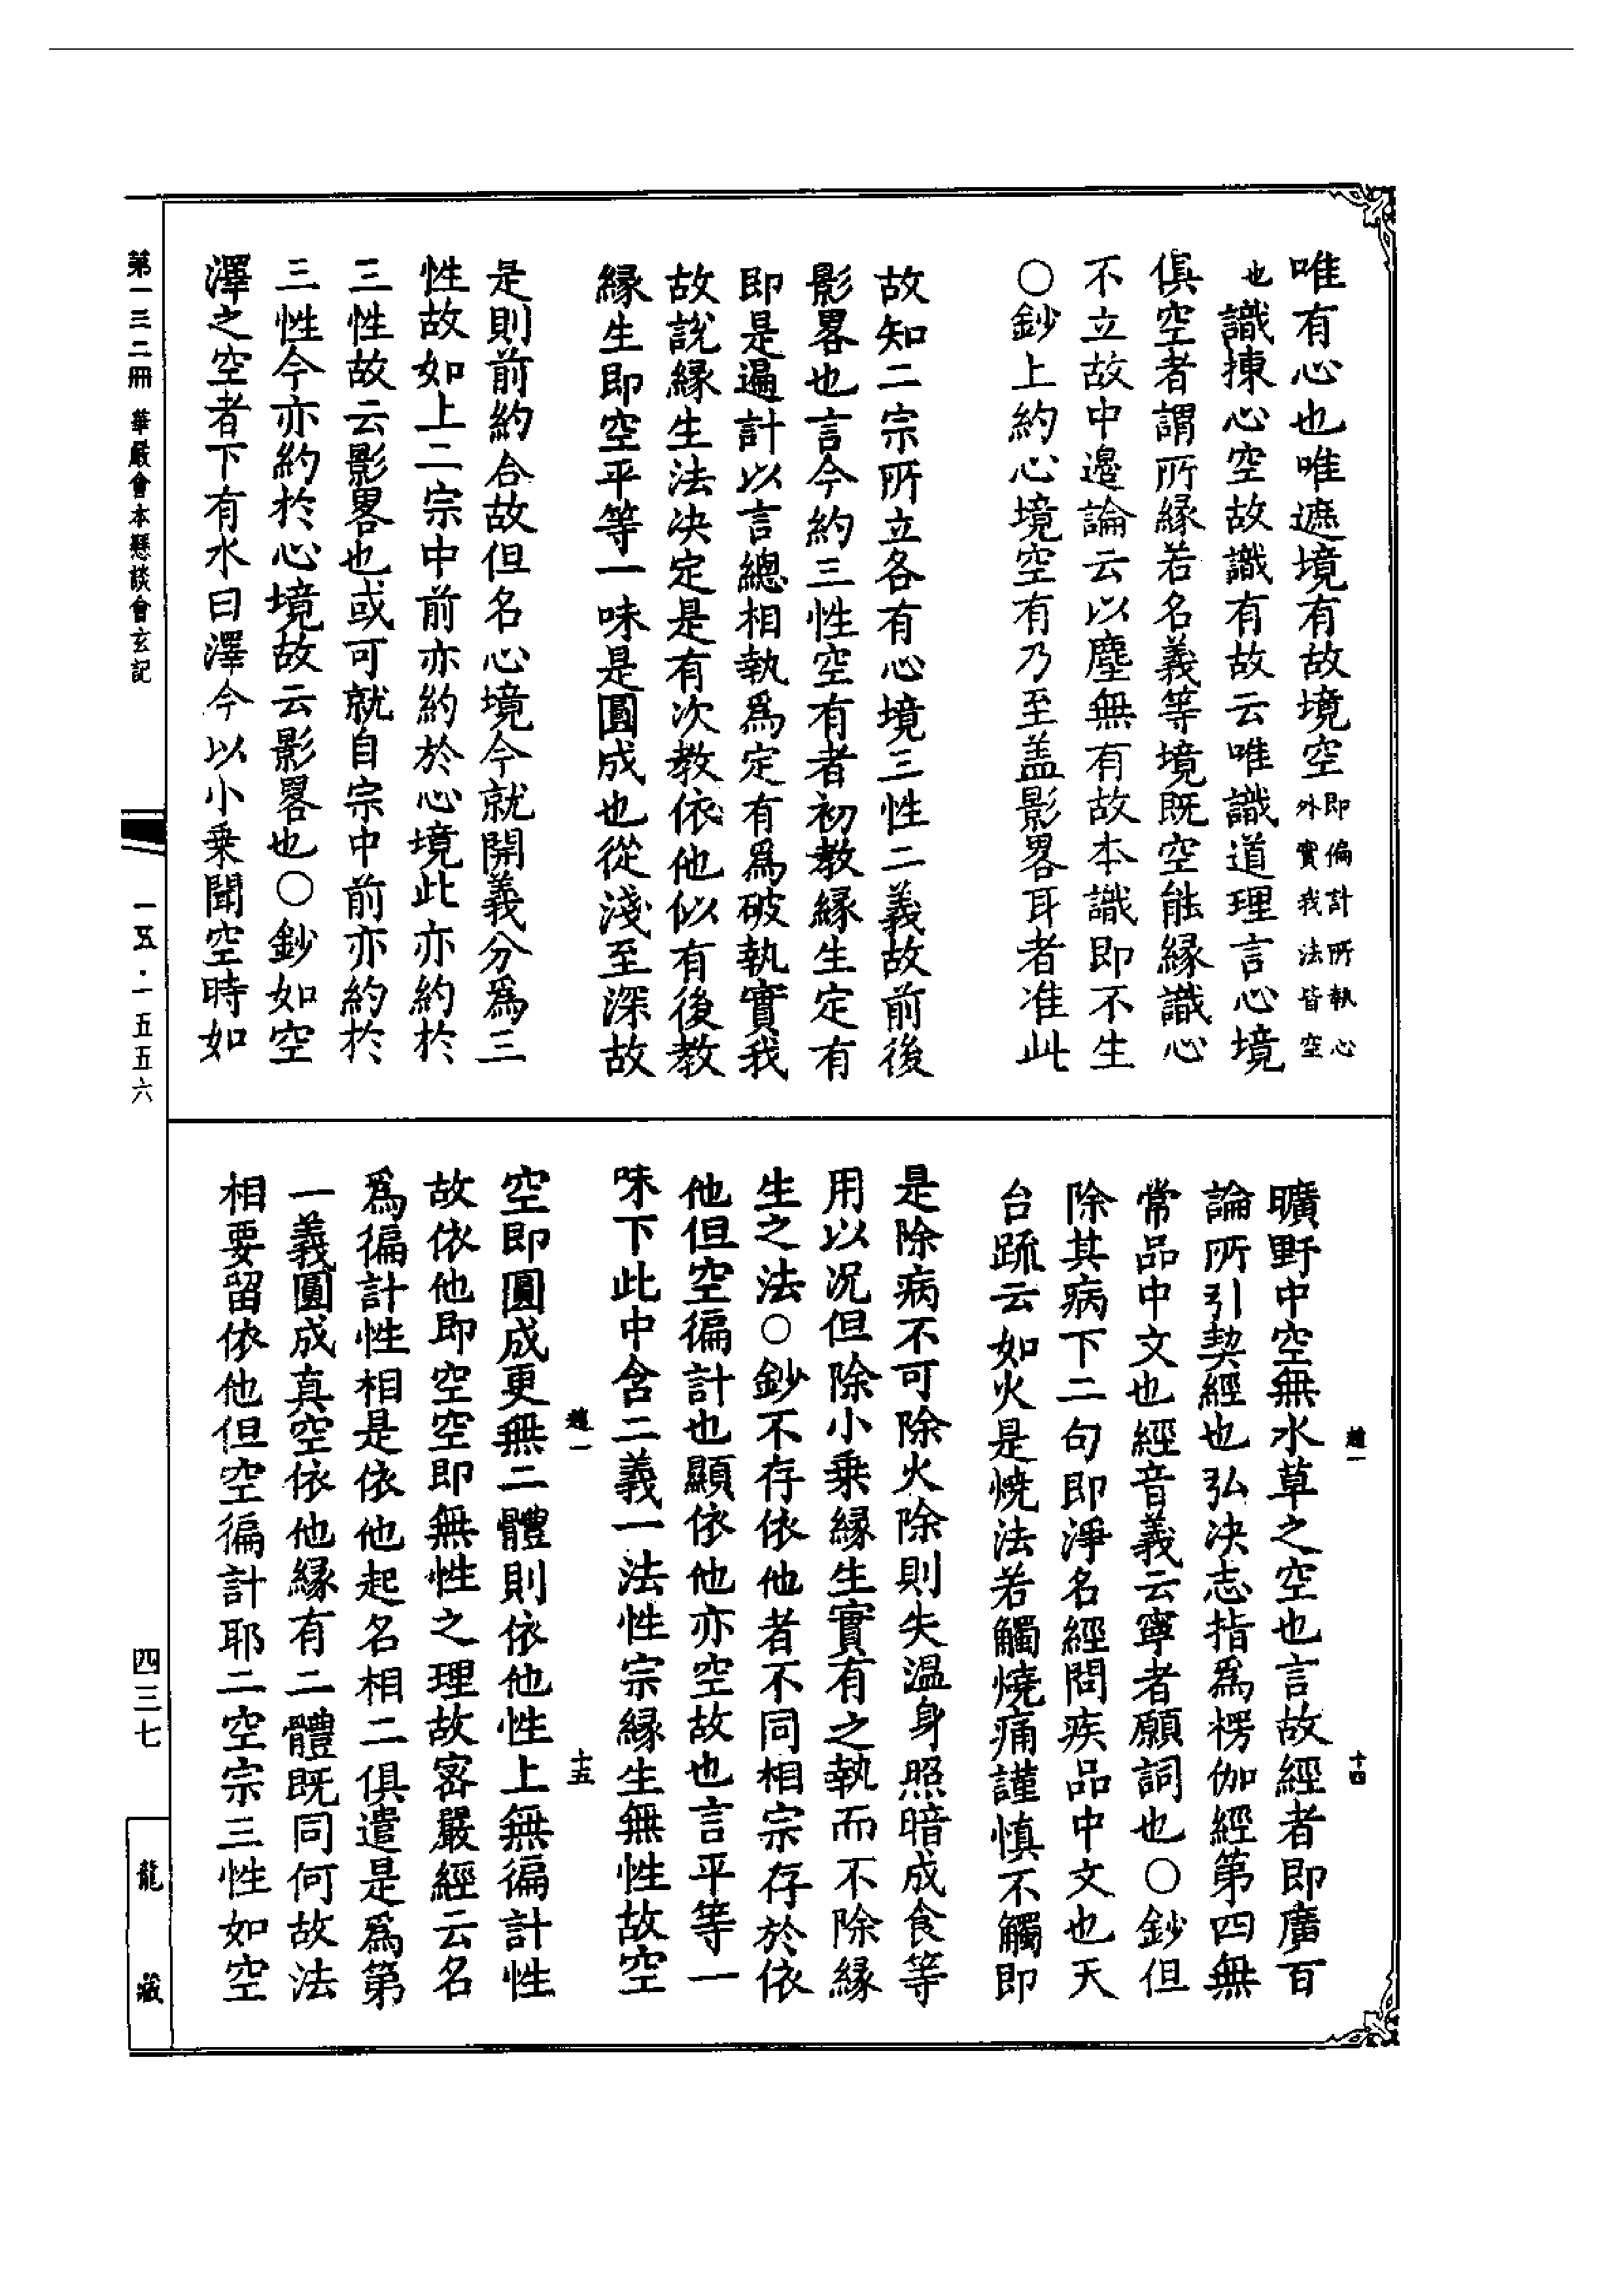 唯有心也唯遮境有故境空即徧計所執心外實我法皆空
也識揀心空故識有故云唯識道理言心境
俱空者謂所緣若名義等境既空能緣識心
不立故中邊論云以塵無有故本識即不生
○鈔上約心境空有乃至盖影畧耳者准此
故知二宗所立各有心境三性二義故前後
影畧也言今約三性空有者初教緣生定有
即是遍計以言總相執爲定有爲破執實我
故說緣生法決定是有次教依他似有後教
緣生即空平等一味是圓成也從淺至深故
是則前約合故但名心境今就開義分爲三
性故如上二宗中前亦約於心境此亦約於
三性故云影畧也或可就自宗中前亦約於
三性今亦約於心境故云影畧也○鈔如空
澤之空者下有水曰澤今以小乘聞空時如
趙一
十四
曠野中空無水草之空也言故經者即廣百
論所引契經也弘決志指爲楞伽經第四無
常品中文也經音義云寧者願詞也○鈔但
除其病下二句即淨名經問疾品中文也天
台疏云如火是燒法若觸燒痛謹慎不觸即
是除病不可除火除則失溫身照暗成食等
用以况但除小乘緣生實有之執而不除緣
生之法○鈔不存依他者不同相宗存於依
他但空徧計也顯依他亦空故也言平等一
味下此中含二義一法性宗緣生無性故空
趙一
十五
空即圓成更無二體則依他性上無徧計性
故依他即空空即無性之理故密嚴經云名
爲徧計性相是依他起名相二俱遣是爲第
一義圓成真空依他緣有二體既同何故法
相要留依他但空徧計耶二空宗三性如空
第一三二冊
華嚴會本懸談會玄記
一五·一五五六
四三七
龍藏